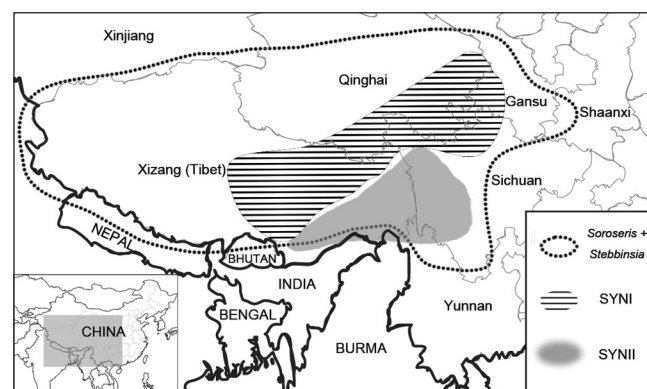 Xinjiang
Qinghai
Gansu
Shaanxi
Xizang (Tibet)
Sichuan
NEPAL
BHUTAN
INDIA
BENGAL
BURMA
Yunnan
CHINA
Soroseris +
Stebbinsia
SYNI
SYNII